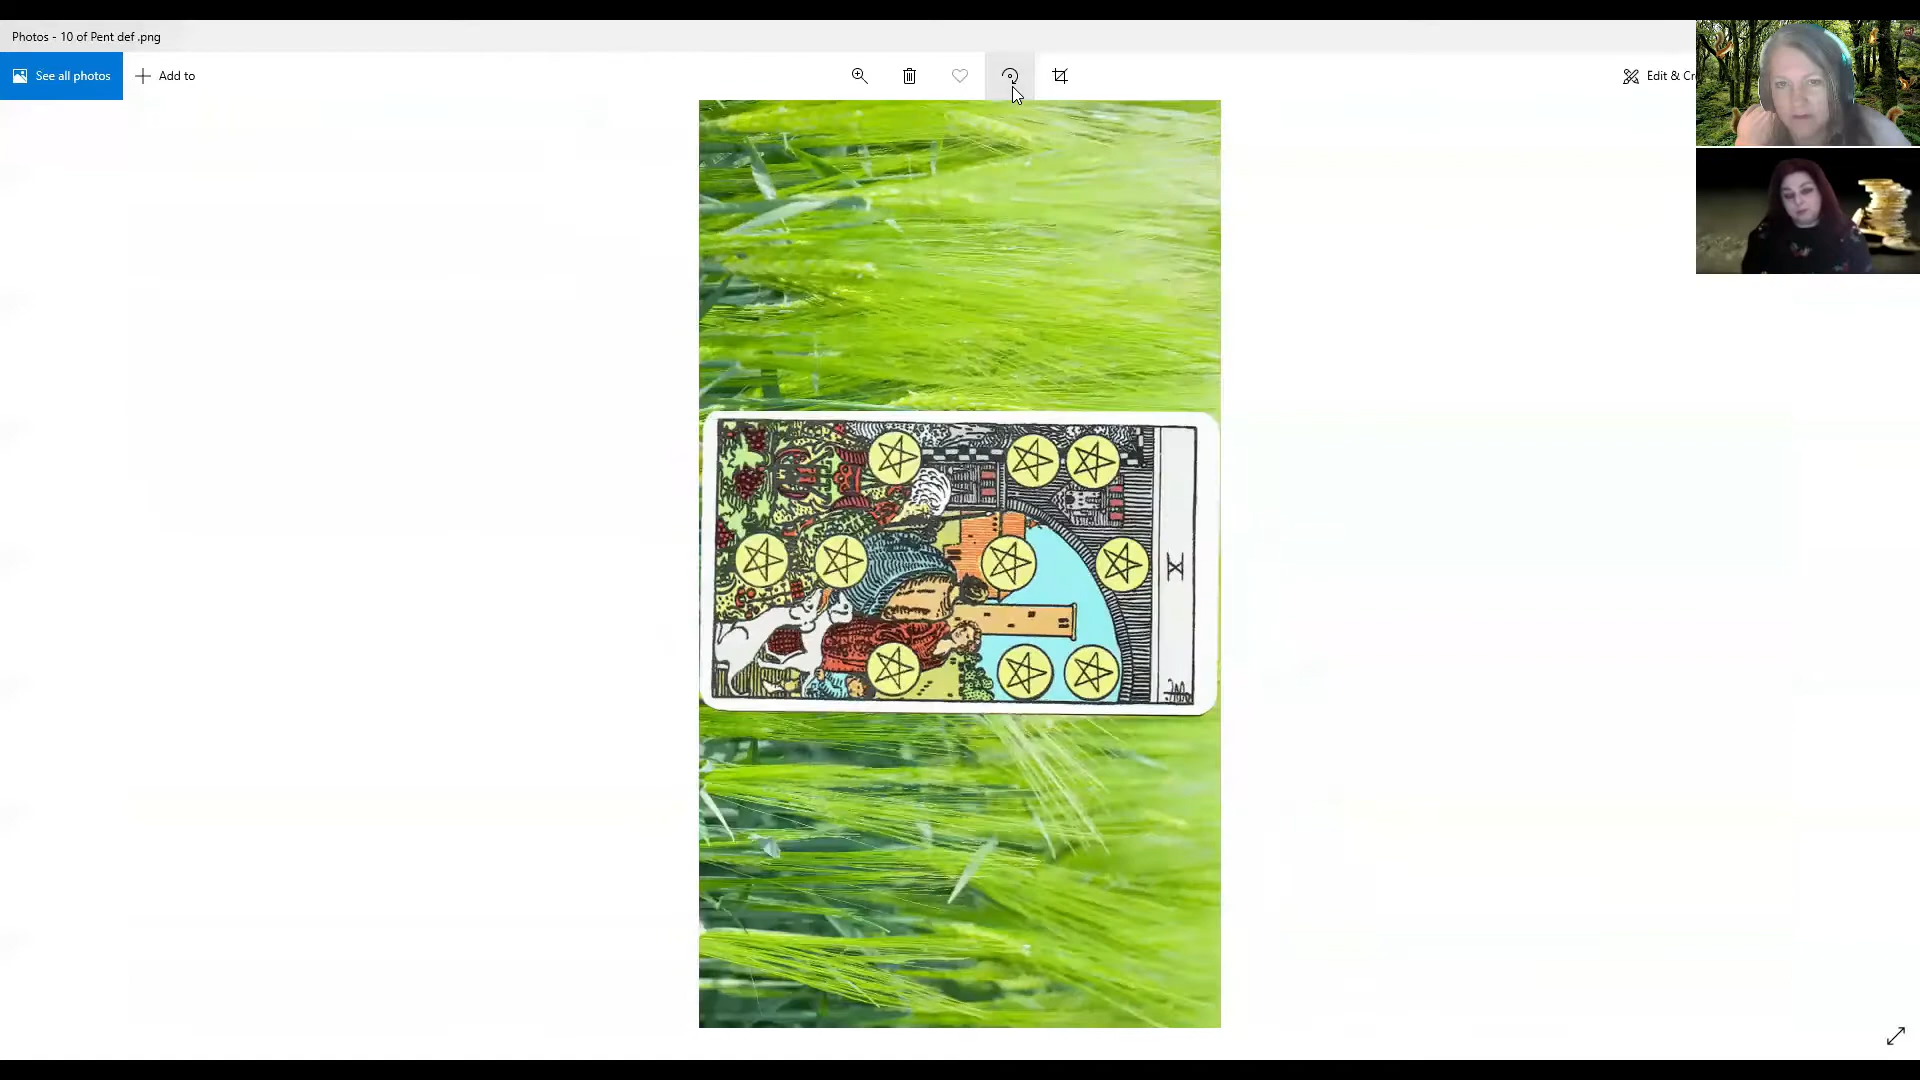 Photos - 10 of Pent def .png
See all photos
Add to
Edit & Cr
X